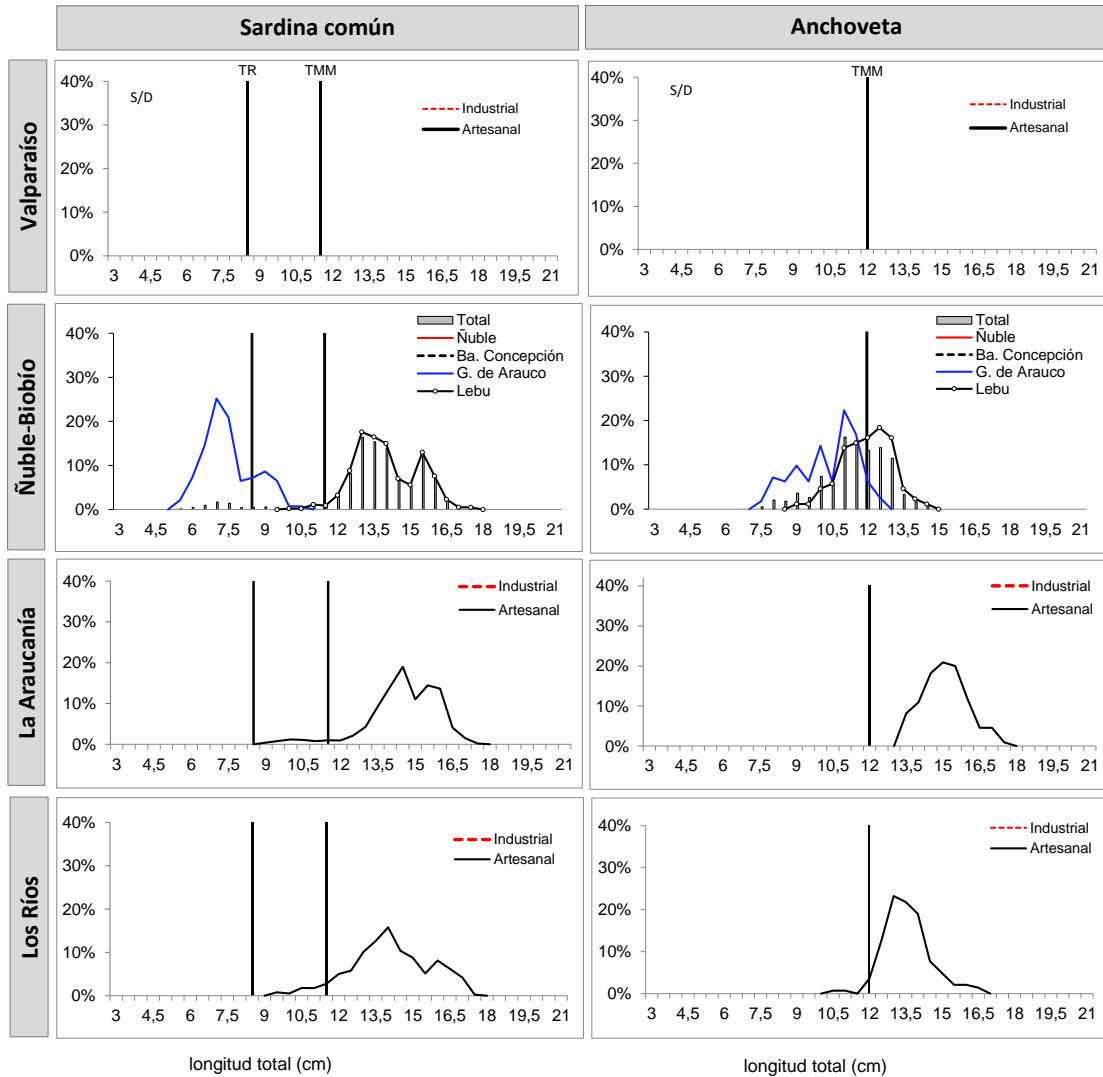 Sardina común
Anchoveta
Valparaíso
TR
TMM
S/D
Industrial
Artesanal
40%
30%
20%
10%
0%
3 4,5 6 7,5 9 10,5 12 13,5 15 16,5 18 19,5 21
TMM
S/D
Industrial
Artesanal
40%
30%
20%
10%
0%
3 4,5 6 7,5 9 10,5 12 13,5 15 16,5 18 19,5 21
Ñuble-Biobío
Total
Ñuble
Ba. Concepción
G. de Arauco
Lebu
40%
30%
20%
10%
0%
3 4,5 6 7,5 9 10,5 12 13,5 15 16,5 18 19,5 21
Total
Ñuble
Ba. Concepción
G. de Arauco
Lebu
40%
30%
20%
10%
0%
3 4,5 6 7,5 9 10,5 12 13,5 15 16,5 18 19,5 21
La Araucanía
Industrial
Artesanal
40%
30%
20%
10%
0%
3 4,5 6 7,5 9 10,5 12 13,5 15 16,5 18 19,5 21
Industrial
Artesanal
40%
30%
20%
10%
0%
3 4,5 6 7,5 9 10,5 12 13,5 15 16,5 18 19,5 21
Los Ríos
Industrial
Artesanal
40%
30%
20%
10%
0%
3 4,5 6 7,5 9 10,5 12 13,5 15 16,5 18 19,5 21
Industrial
Artesanal
40%
30%
20%
10%
0%
3 4,5 6 7,5 9 10,5 12 13,5 15 16,5 18 19,5 21
longitud total (cm)
longitud total (cm)